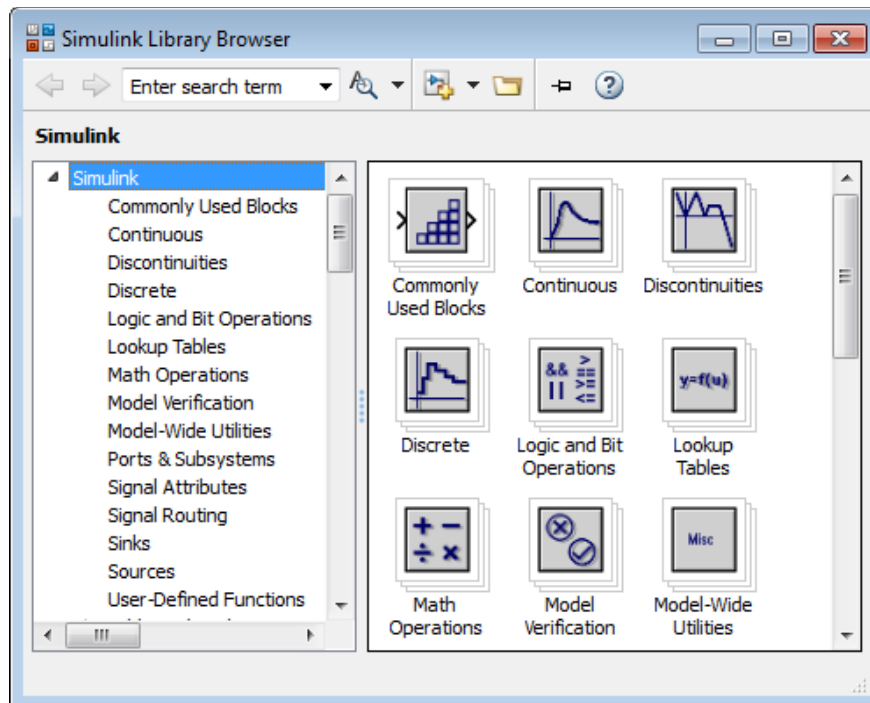 Simulink Library Browser
Enter search term
Simulink
Simulink
Commonly Used Blocks
Continuous
Discontinuities
Discrete
Logic and Bit Operations
Lookup Tables
Math Operations
Model Verification
Model-Wide Utilities
Ports & Subsystems
Signal Attributes
Signal Routing
Sinks
Sources
User-Defined Functions
Commonly
Used Blocks
Continuous
Discontinuities
Discrete
&& > ==
|| >= <=
Logic and Bit
Operations
y=f(u)
Lookup
Tables
+ −
÷ ×
Math
Operations
Model
Verification
Misc
Model-Wide
Utilities